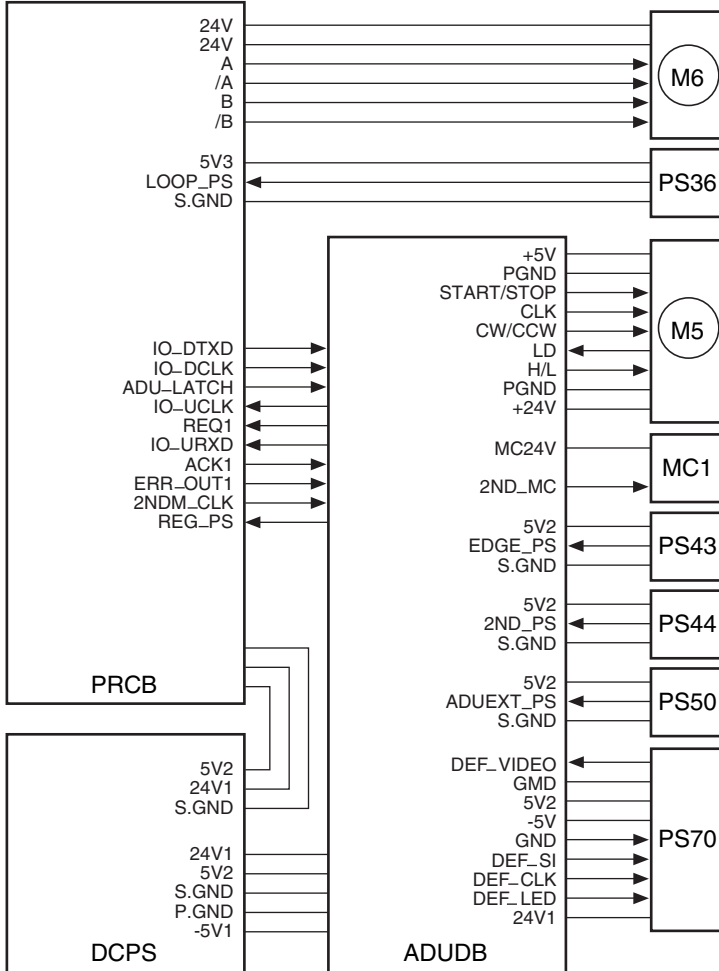 24V
24V
A
/A
B
/B
M6
5V3
LOOP_PS
S.GND
PS36
IO_DTXD
IO_DCLK
ADU_LATCH
IO_UCLK
REQ1
IO_URXD
ACK1
ERR_OUT1
2NDM_CLK
REG_PS
PRCB
+5V
PGND
START/STOP
CLK
CW/CCW
LD
H/L
PGND
+24V
M5
MC24V
2ND_MC
MC1
5V2
EDGE_PS
S.GND
PS43
5V2
2ND_PS
S.GND
PS44
5V2
ADUEXT_PS
S.GND
PS50
DEF_VIDEO
GMD
5V2
-5V
GND
DEF_SI
DEF_CLK
DEF_LED
24V1
PS70
ADUDB
5V2
24V1
S.GND
24V1
5V2
S.GND
P.GND
-5V1
DCPS